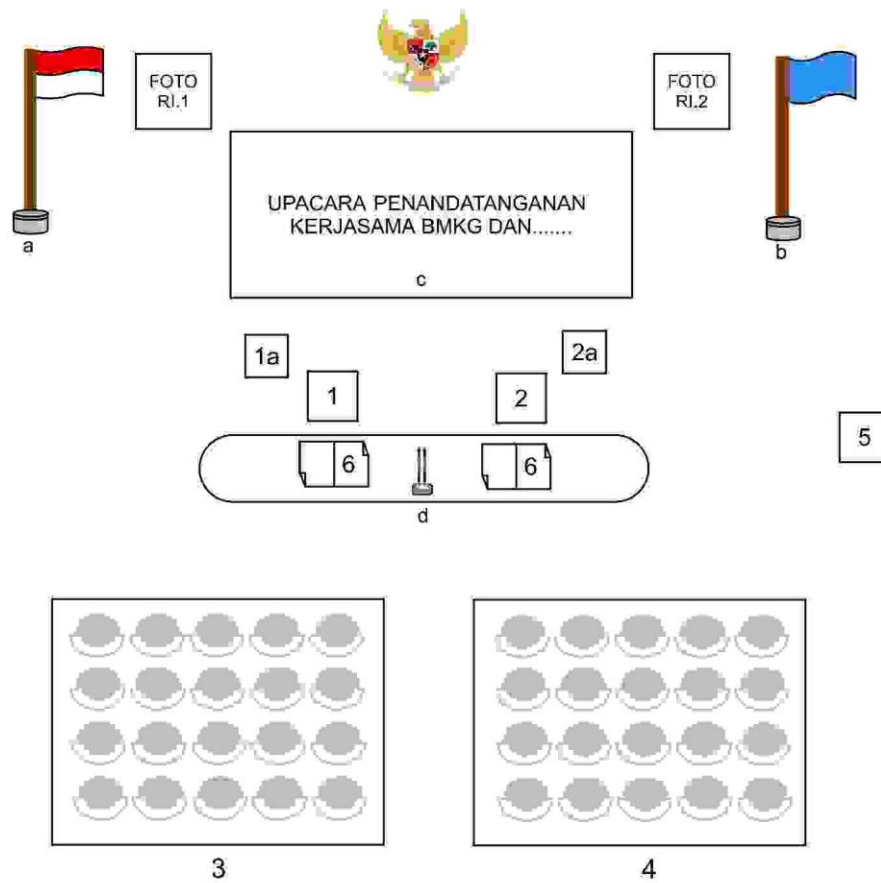 FOTO
RI.1
FOTO
RI.2
a
b
UPACARA PENANDATANGANAN
KERJASAMA BMKG DAN.......
c
1a
2a
1
2
5
6
6
d
3
4